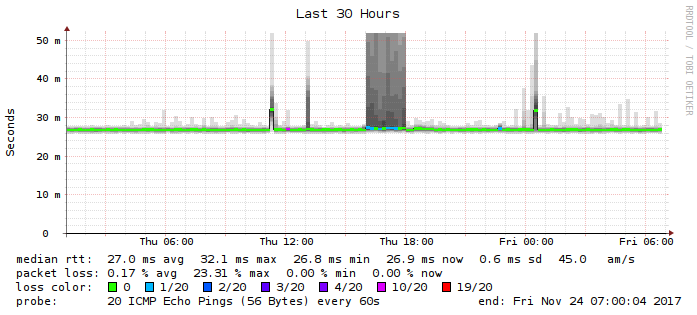 Last 30 Hours
RRDTOOL / TOBI OETIKER
Seconds
50 m
40 m
30 m
20 m
10 m
0
Thu 06:00 Thu 12:00 Thu 18:00 Fri 00:00 Fri 06:00
median rtt: 27.0 ms avg 32.1 ms max 26.8 ms min 26.9 ms now 0.6 ms sd 45.0 am/s
packet loss: 0.17 % avg 23.31 % max 0.00 % min 0.00 % now
loss color: 0 1/20 2/20 3/20 4/20 10/20 19/20
probe: 20 ICMP Echo Pings (56 Bytes) every 60s end: Fri Nov 24 07:00:04 2017